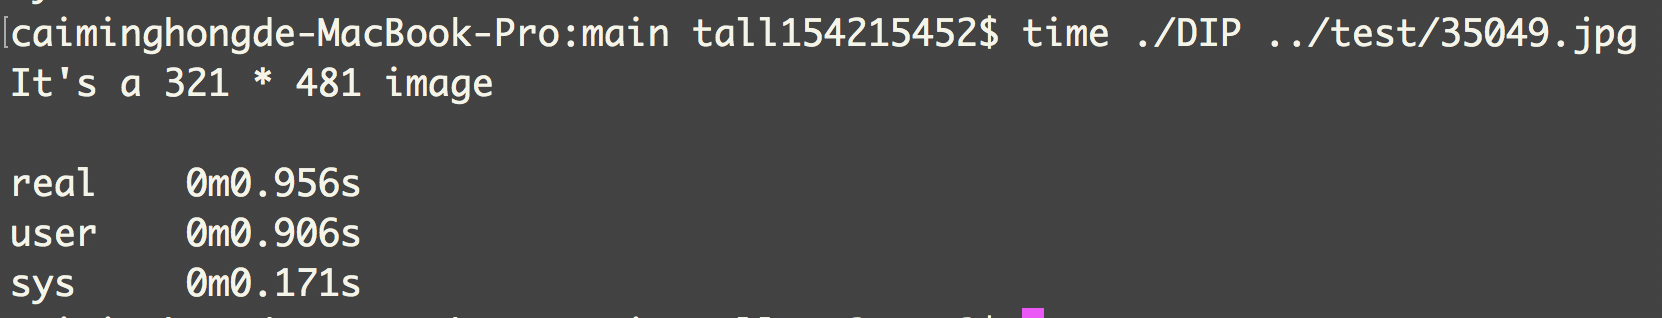 [caiminghongde-MacBook-Pro:main tall154215452$ time ./DIP ../test/35049.jpg
It's a 321 * 481 image
real    0m0.956s
user    0m0.906s
sys     0m0.171s